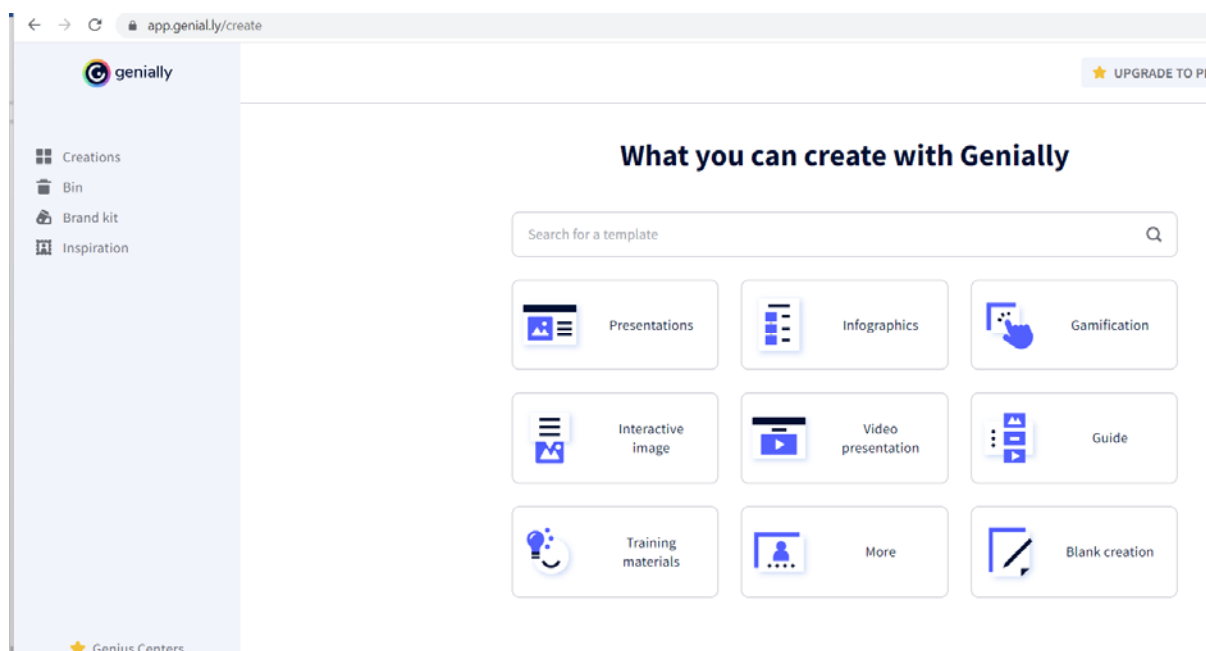 app.genial.ly/create
genially
UPGRADE TO
Creations
Bin
Brand kit
Inspiration
What you can create with Genially
Search for a template
Presentations
Infographics
Gamification
Interactive
image
Video
presentation
Guide
Training
materials
More
Blank creation
Genius Centers